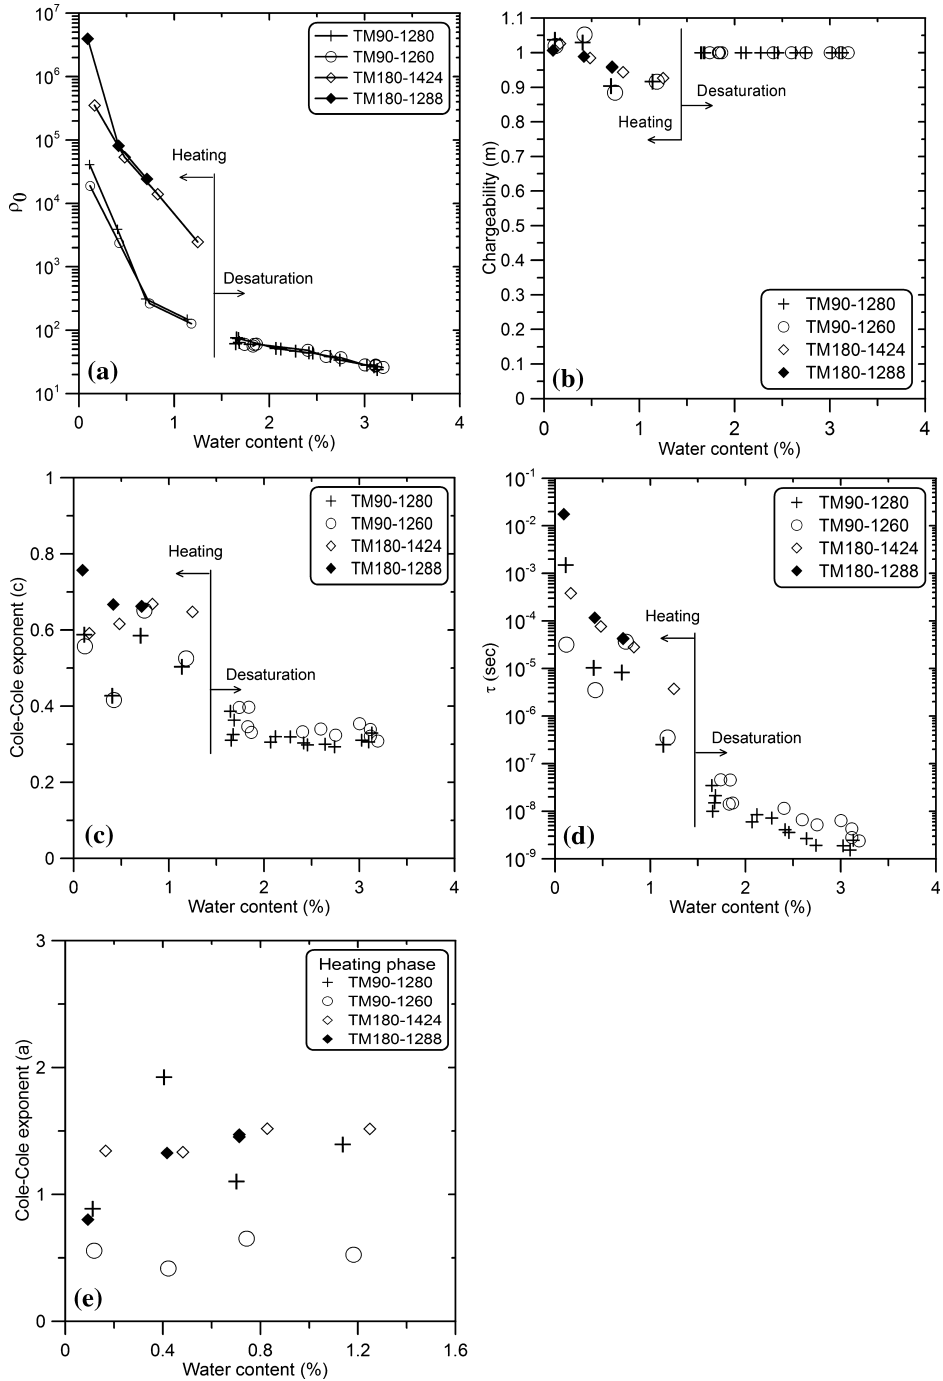 10^7
10^6
10^5
10^4
10^3
10^2
10^1
ρ0
TM90-1280
TM90-1260
TM180-1424
TM180-1288
Heating
Desaturation
(a)
0 1 2 3 4
Water content (%)
1.1
1
0.9
0.8
0.7
0.6
0.5
0.4
0.3
0.2
0.1
0
Chargeability (m)
Desaturation
Heating
TM90-1280
TM90-1260
TM180-1424
TM180-1288
(b)
0 1 2 3 4
Water content (%)
1
0.8
0.6
0.4
0.2
0
Cole-Cole exponent (c)
TM90-1280
TM90-1260
TM180-1424
TM180-1288
Heating
Desaturation
(c)
0 1 2 3 4
Water content (%)
10^-1
10^-2
10^-3
10^-4
10^-5
10^-6
10^-7
10^-8
10^-9
τ (sec)
TM90-1280
TM90-1260
TM180-1424
TM180-1288
Heating
Desaturation
(d)
0 1 2 3 4
Water content (%)
3
2
1
0
Cole-Cole exponent (a)
Heating phase
TM90-1280
TM90-1260
TM180-1424
TM180-1288
(e)
0 0.4 0.8 1.2 1.6
Water content (%)